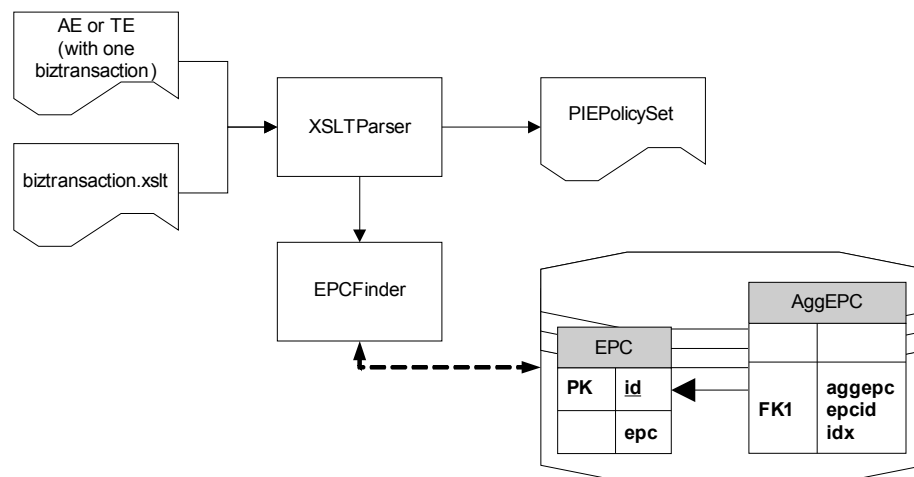 AE or TE
(with one
biztransaction)
XSLTParser
PIEPolicySet
biztransaction.xslt
EPCFinder
AggEPC
EPC
PK id
epc
FK1 aggepc
epcid
idx